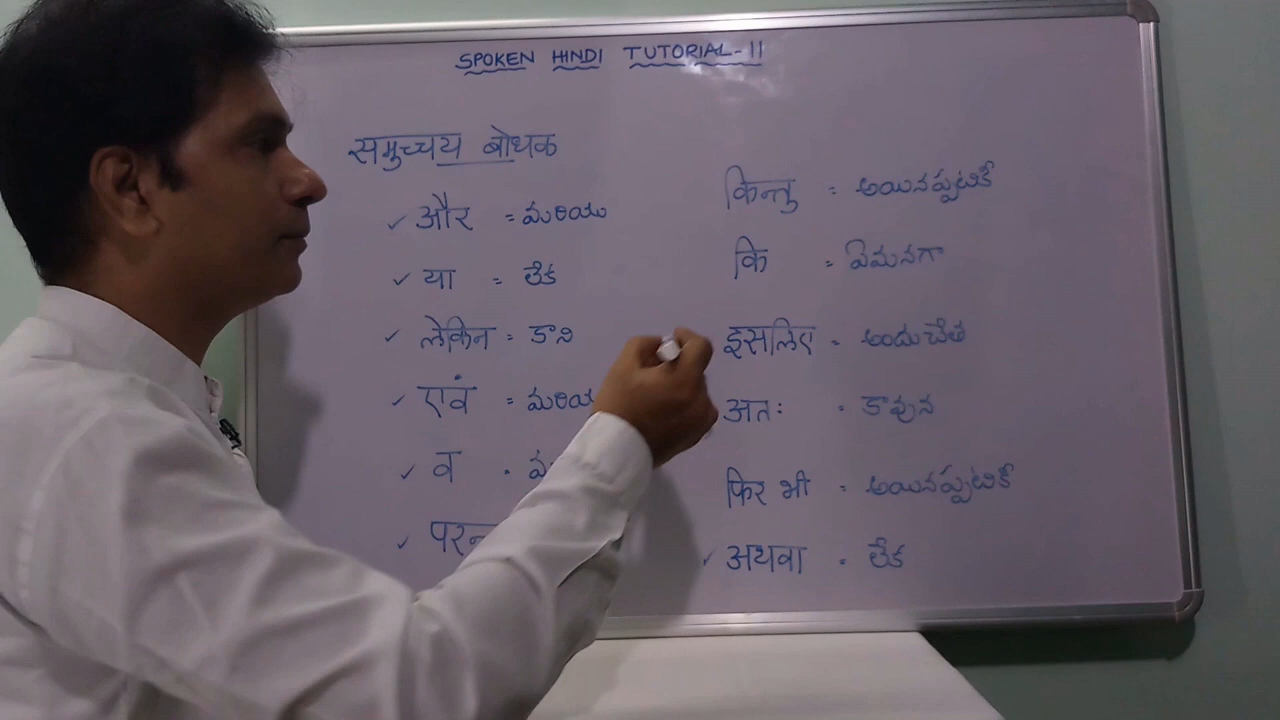 SPOKEN HINDI TUTORIAL-11
समुच्चय बोधक
✓ और = మరియు
✓ या = లేక
✓ लेकिन = కాని
✓ एवं =
✓ व
✓
किन्तु = అయినప్పటికీ
कि = ఏమనగా
इसलिए = అందుచేత
अतः = కావున
फिर भी = అయినప్పటికీ
✓ अथवा = లేక